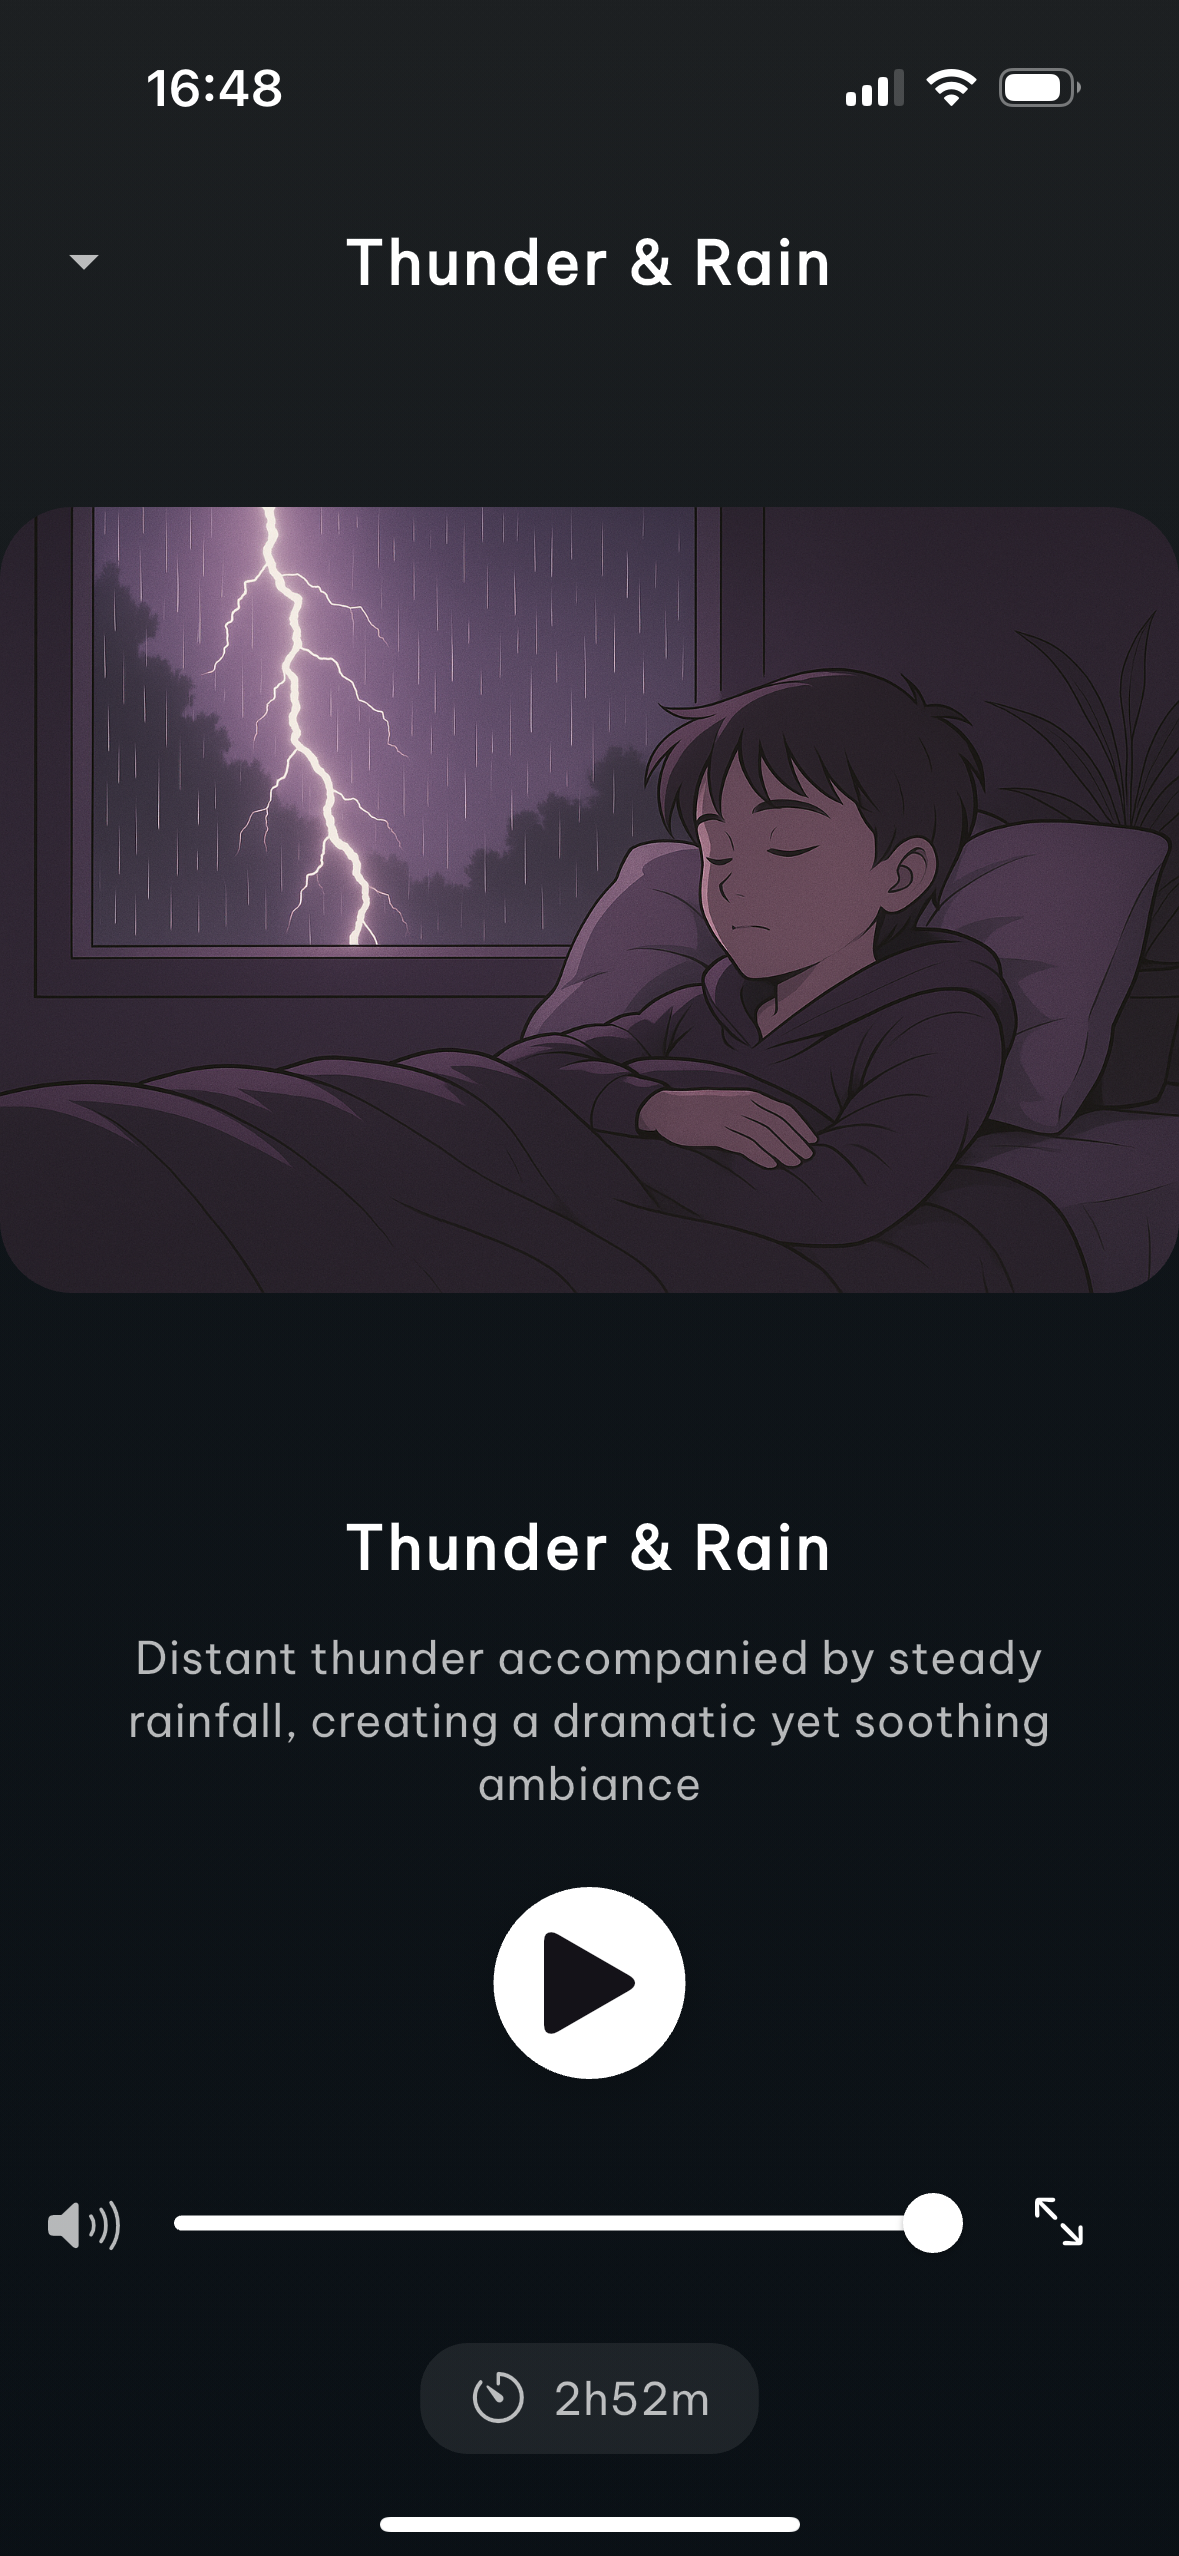 16:48
Thunder & Rain
Thunder & Rain
Distant thunder accompanied by steady
rainfall, creating a dramatic yet soothing
ambiance
2h52m